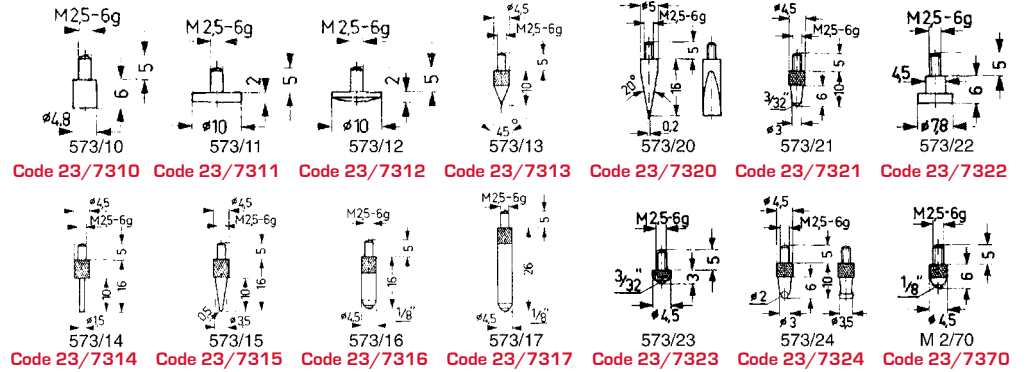 M2,5-6g
5
6
ø4,8
573/10
Code 23/7310
M2,5-6g
2
5
ø10
573/11
Code 23/7311
M2,5-6g
2
5
ø10
573/12
Code 23/7312
ø4,5
M2,5-6g
5
10
45°
573/13
Code 23/7313
ø5
M2,5-6g
5
20°
16
0,2
573/20
Code 23/7320
ø4,5
M2,5-6g
5
6
10
3/32"
ø3
573/21
Code 23/7321
M2,5-6g
5
4,5
6
ø7,8
573/22
Code 23/7322
ø4,5
M2,5-6g
5
10
16
ø1,5
573/14
Code 23/7314
ø4,5
M2,5-6g
5
10
16
0,5
ø3,5
573/15
Code 23/7315
M2,5-6g
5
16
ø4,5
1/8"
573/16
Code 23/7316
M2,5-6g
5
26
ø4,5
1/8"
573/17
Code 23/7317
M2,5-6g
5
3
3/32"
ø4,5
573/23
Code 23/7323
ø4,5
M2,5-6g
5
10
6
ø2
ø3
ø3,5
573/24
Code 23/7324
M2,5-6g
5
6
1/8"
ø4,5
M 2/70
Code 23/7370